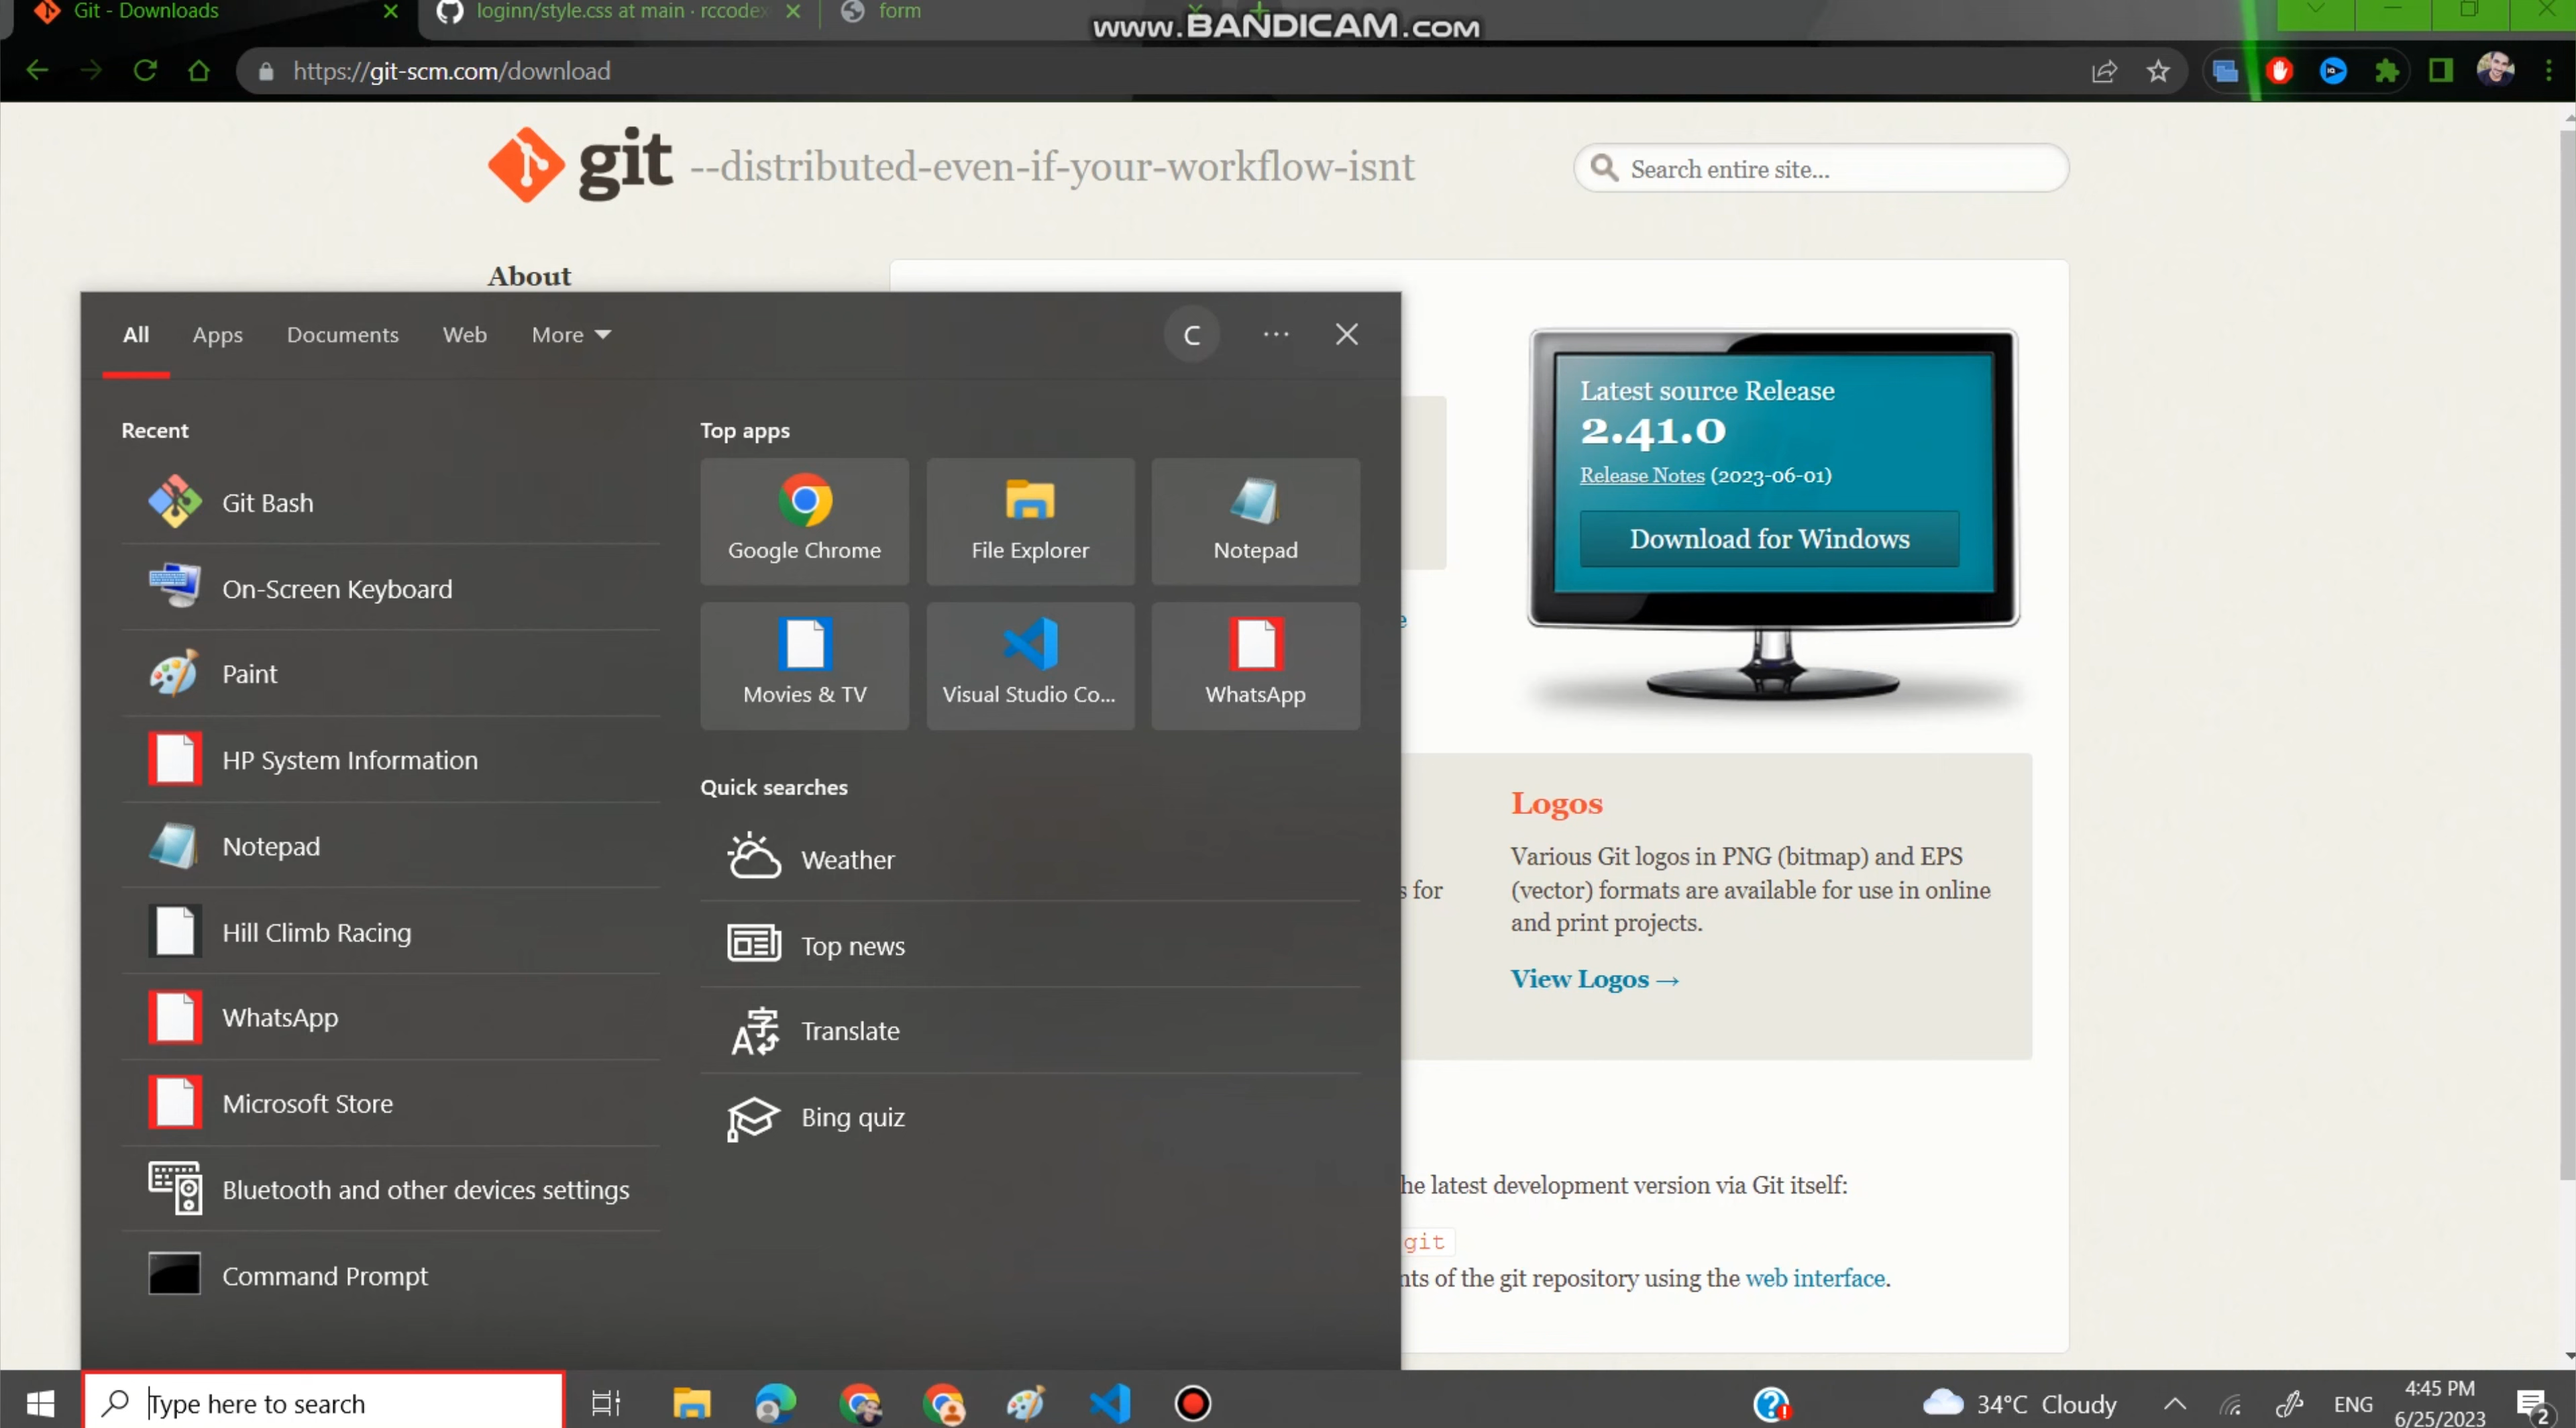 Git - Downloads
loginn/style.css at main · rccodex
form
www.BANDICAM.com
https://git-scm.com/download
git --distributed-even-if-your-workflow-isnt
Search entire site...
About
All Apps Documents Web More
C
Recent
Git Bash
On-Screen Keyboard
Paint
HP System Information
Notepad
Hill Climb Racing
WhatsApp
Microsoft Store
Bluetooth and other devices settings
Command Prompt
Top apps
Google Chrome
File Explorer
Notepad
Movies & TV
Visual Studio Co...
WhatsApp
Quick searches
Weather
Top news
Translate
Bing quiz
Latest source Release
2.41.0
Release Notes (2023-06-01)
Download for Windows
e
s for
Logos
Various Git logos in PNG (bitmap) and EPS
(vector) formats are available for use in online
and print projects.
View Logos →
he latest development version via Git itself:
git
nts of the git repository using the web interface.
Type here to search
34°C Cloudy
ENG
4:45 PM
6/25/2023
2